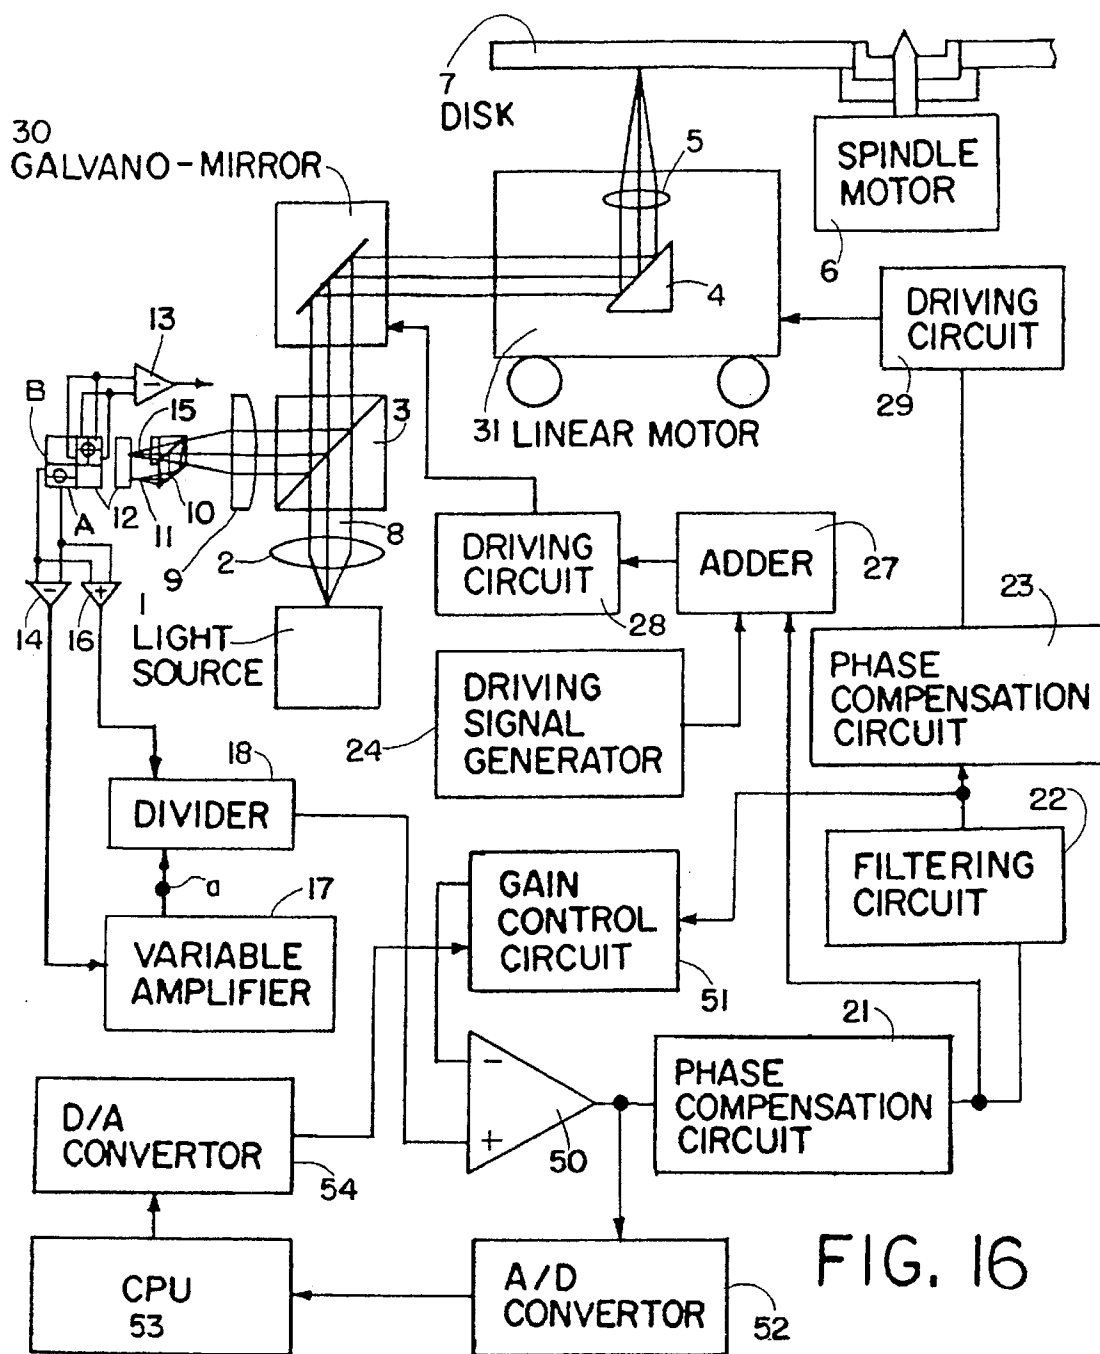 7
DISK
30
GALVANO-MIRROR
5
SPINDLE
MOTOR
6
4
DRIVING
CIRCUIT
29
13
B
15
3
31 LINEAR MOTOR
A
12
11
10
9
2
8
14
16
1
LIGHT
SOURCE
DRIVING
CIRCUIT
28
ADDER
27
23
PHASE
COMPENSATION
CIRCUIT
DRIVING
SIGNAL
GENERATOR
24
18
DIVIDER
a
17
VARIABLE
AMPLIFIER
GAIN
CONTROL
CIRCUIT
51
22
FILTERING
CIRCUIT
21
PHASE
COMPENSATION
CIRCUIT
D/A
CONVERTOR
54
50
CPU
53
A/D
CONVERTOR
52
FIG. 16